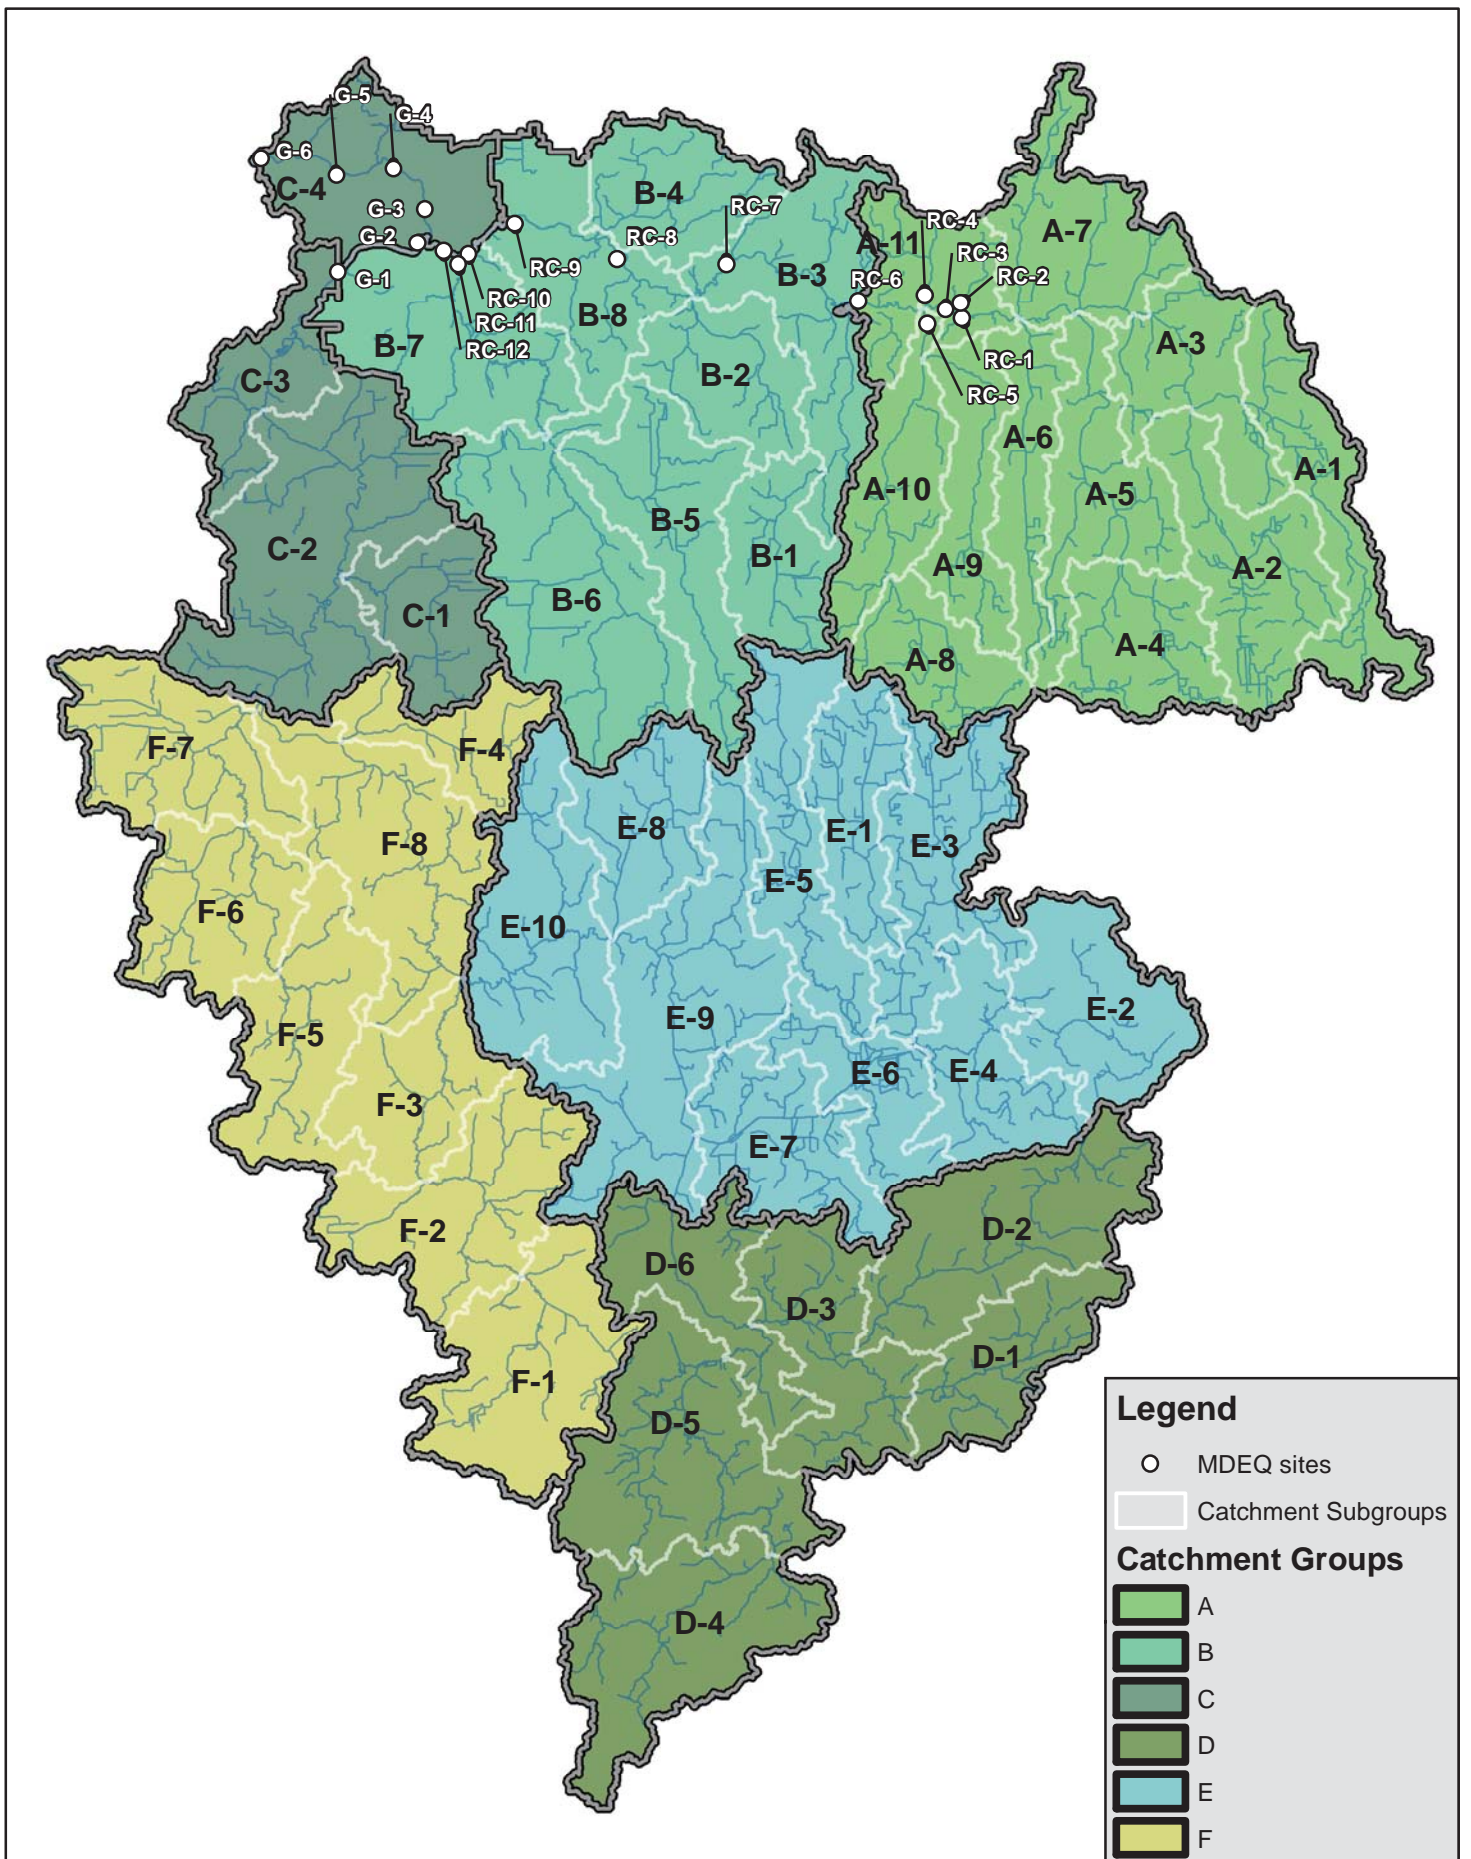 G-5
G-4
G-6
C-4
G-3
G-2
G-1
B-4
RC-7
RC-8
RC-9
B-3
RC-10
B-8
RC-11
RC-12
B-7
B-2
C-3
RC-4
A-7
A-11
RC-3
RC-6
RC-2
A-3
RC-1
RC-5
A-6
A-1
A-10
A-5
B-5
C-2
B-1
A-9
A-2
B-6
C-1
A-4
A-8
F-7
F-4
E-8
E-1
F-8
E-3
E-5
F-6
E-10
E-9
E-2
F-5
E-6
E-4
F-3
E-7
F-2
D-2
D-6
D-3
D-1
F-1
D-5
D-4
Legend
MDEQ sites
Catchment Subgroups
Catchment Groups
A
B
C
D
E
F